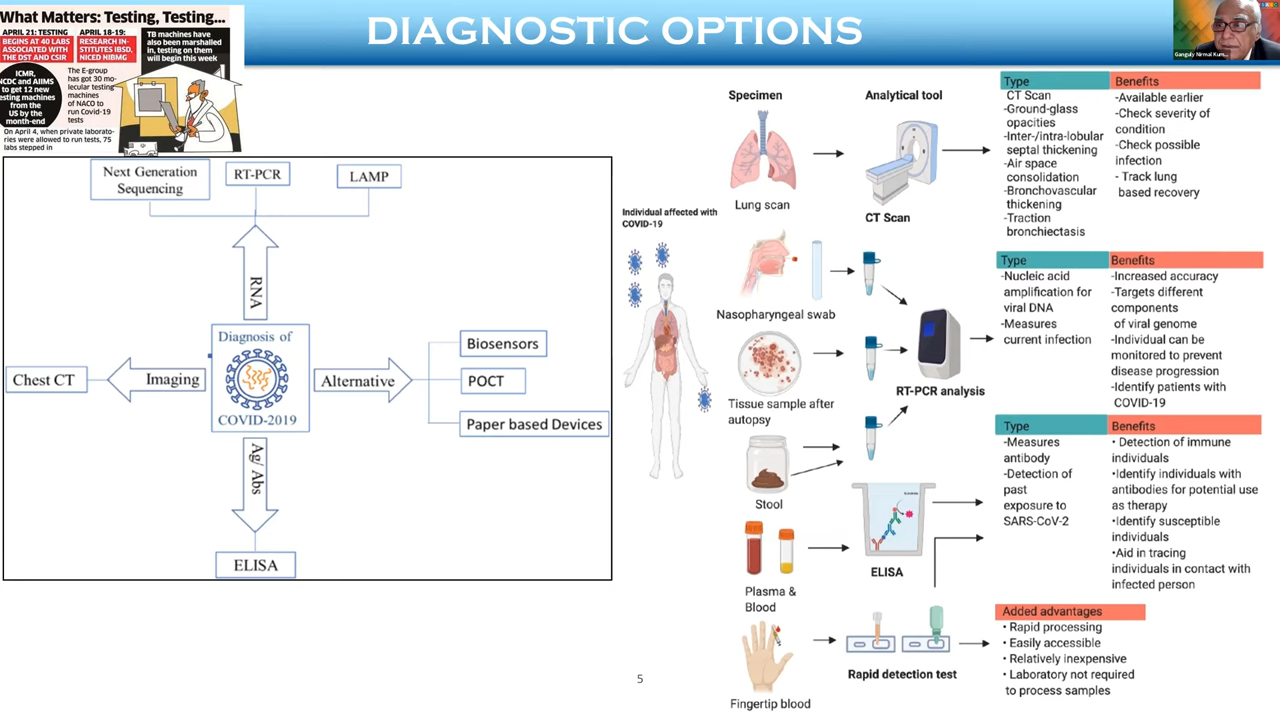 DIAGNOSTIC OPTIONS
What Matters: Testing, Testing...
APRIL 21: TESTING
BEGINS AT 40 LABS
ASSOCIATED WITH
THE DST AND CSIR
APRIL 18-19:
RESEARCH IN-
STITUTES IBSD,
NICED NIBMG
TB machines have
also been marshalled
in, testing on them
will begin this week
ICMR,
NCDC and AIIMS
to get 12 new
testing machines
from the
US by the
month-end
The E-group
has got 30 mo-
lecular testing
machines
of NACO to
run Covid-19
tests
On April 4, when private laborato-
ries were allowed to run tests, 75
labs stepped in
Ganguly Nirmal Kum...
Next Generation
Sequencing
RT-PCR
LAMP
RNA
Diagnosis of
COVID-2019
Chest CT
Imaging
Alternative
Biosensors
POCT
Paper based Devices
Ag/ Abs
ELISA
Individual affected with
COVID-19
Specimen
Analytical tool
Lung scan
CT Scan
Nasopharyngeal swab
Tissue sample after
autopsy
RT-PCR analysis
Stool
ELISA
Plasma &
Blood
Rapid detection test
Fingertip blood
Type
CT Scan
-Ground-glass
opacities
-Inter-/intra-lobular
septal thickening
-Air space
consolidation
-Bronchovascular
thickening
-Traction
bronchiectasis
Benefits
-Available earlier
-Check severity of
condition
-Check possible
infection
- Track lung
based recovery
Type
-Nucleic acid
amplification for
viral DNA
-Measures
current infection
Benefits
-Increased accuracy
-Targets different
components
of viral genome
-Individual can be
monitored to prevent
disease progression
-Identify patients with
COVID-19
Type
-Measures
antibody
-Detection of
past
exposure to
SARS-CoV-2
Benefits
• Detection of immune
individuals
•Identify individuals with
antibodies for potential use
as therapy
•Identify susceptible
individuals
•Aid in tracing
individuals in contact with
infected person
Added advantages
• Rapid processing
• Easily accessible
• Relatively inexpensive
• Laboratory not required
to process samples
5